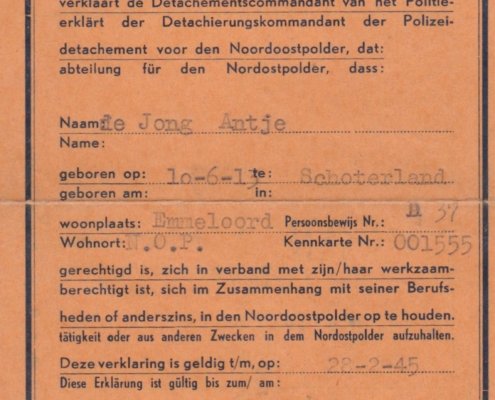 verklaart de Detachementscommandant van het Politie-
erklärt der Detachierungskommandant der Polizei-
detachement voor den Noordoostpolder, dat:
abteilung für den Nordostpolder, dass:
Naam: de Jong Antje
Name:
geboren op: 10-6-19 te: Schoterland
geboren am: in:
woonplaats: Emmeloord Persoonsbewijs Nr.: n 37
Wohnort: N.O.P. Kennkarte Nr.: 001555
gerechtigd is, zich in verband met zijn/haar werkzaam-
berechtigt ist, sich im Zusammenhang mit seiner Berufs-
heden of anderszins, in den Noordoostpolder op te houden.
tätigkeit oder aus anderen Zwecken in dem Nordostpolder aufzuhalten.
Deze verklaring is geldig t/m, op: 28-2-45
Diese Erklärung ist gültig bis zum/ am: